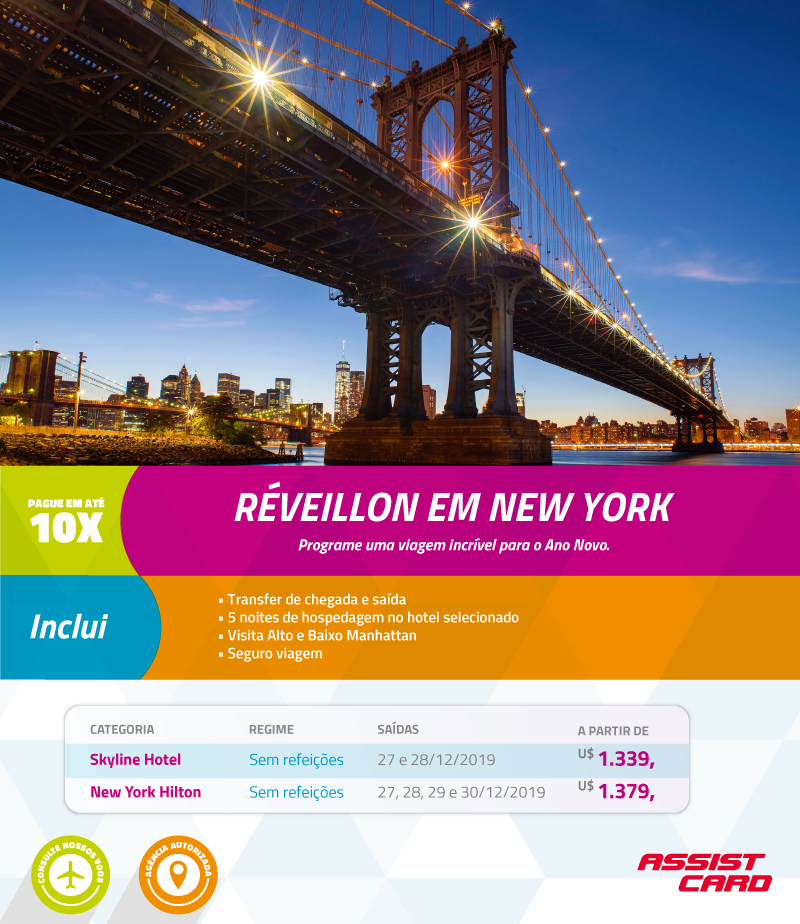 PAGUE EM ATÉ
10X
RÉVEILLON EM NEW YORK
Programe uma viagem incrível para o Ano Novo.
Inclui
▪ Transfer de chegada e saída
▪ 5 noites de hospedagem no hotel selecionado
▪ Visita Alto e Baixo Manhattan
▪ Seguro viagem
CATEGORIA REGIME SAÍDAS A PARTIR DE
Skyline Hotel Sem refeições 27 e 28/12/2019 U$ 1.339,
New York Hilton Sem refeições 27, 28, 29 e 30/12/2019 U$ 1.379,
CONSULTE NOSSOS VOOS
AGÊNCIA AUTORIZADA
ASSIST
CARD